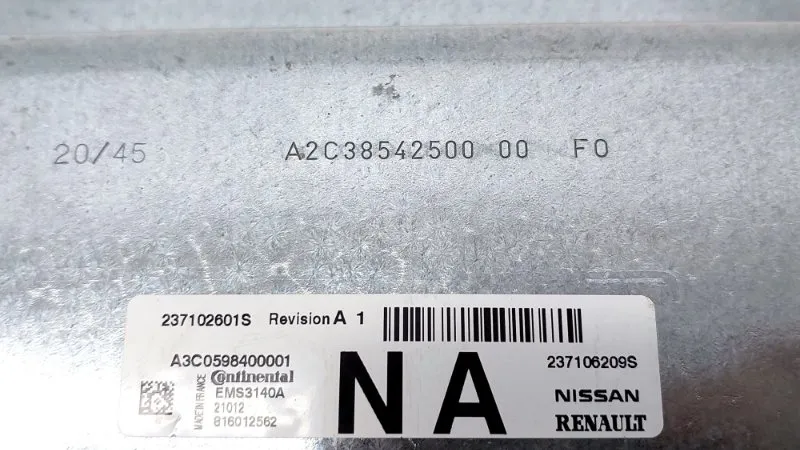 20/45 A2C38542500 00 F0
237102601S Revision A 1
A3C0598400001 NA 237106209S
MADE IN FRANCE
Continental
EMS3140A NISSAN
21012 RENAULT
816012562